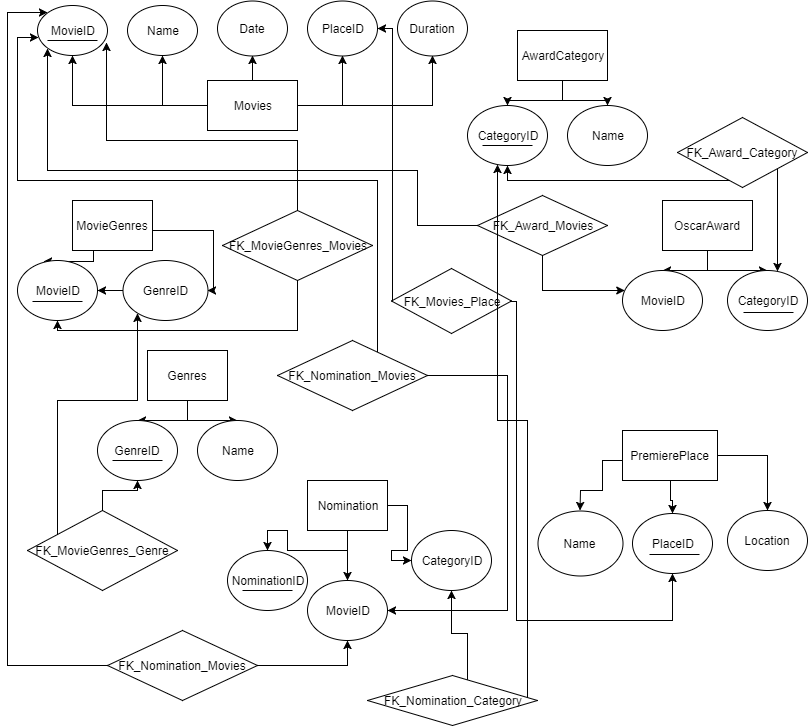 MovieID
Name
Date
PlaceID
Duration
Movies
AwardCategory
CategoryID
Name
FK_Award_Category
MovieGenres
FK_MovieGenres_Movies
FK_Award_Movies
OscarAward
MovieID
GenreID
FK_Movies_Place
MovieID
CategoryID
Genres
FK_Nomination_Movies
GenreID
Name
PremierePlace
Nomination
FK_MovieGenres_Genre
Name
PlaceID
Location
NominationID
CategoryID
MovieID
FK_Nomination_Movies
FK_Nomination_Category